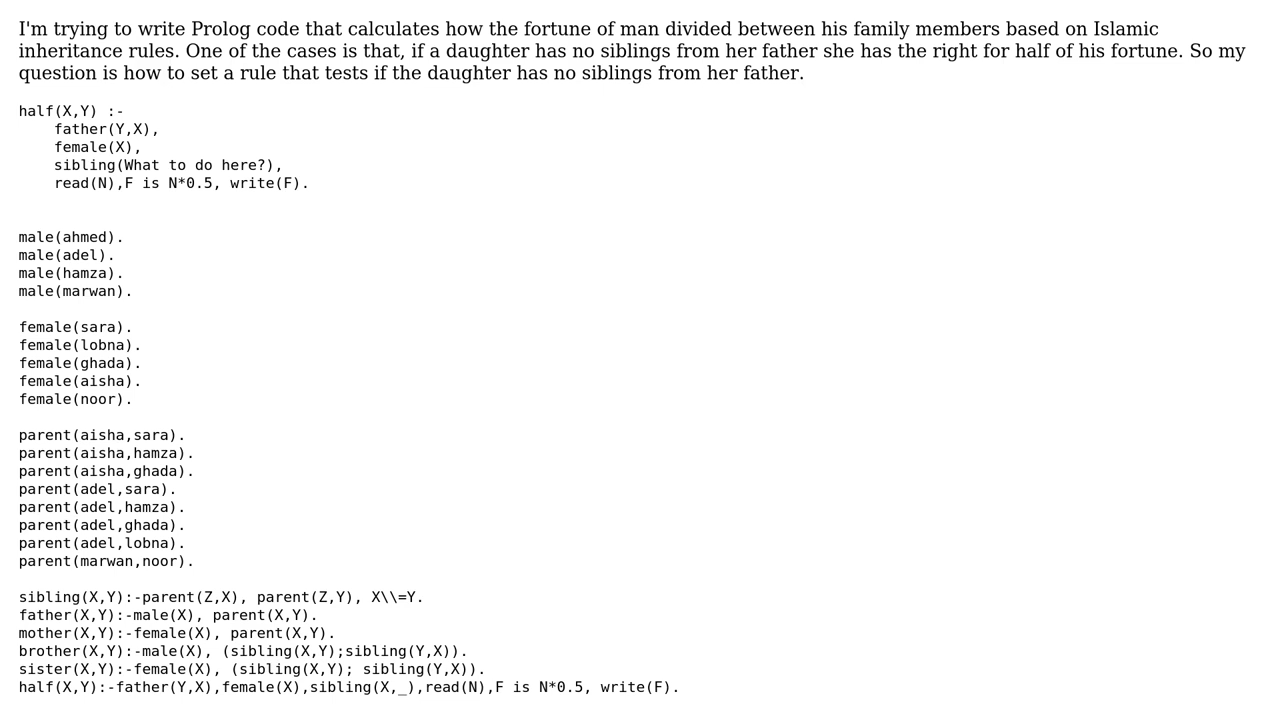 I'm trying to write Prolog code that calculates how the fortune of man divided between his family members based on Islamic
inheritance rules. One of the cases is that, if a daughter has no siblings from her father she has the right for half of his fortune. So my
question is how to set a rule that tests if the daughter has no siblings from her father.
half(X,Y) :-
    father(Y,X),
    female(X),
    sibling(What to do here?),
    read(N),F is N*0.5, write(F).
male(ahmed).
male(adel).
male(hamza).
male(marwan).
female(sara).
female(lobna).
female(ghada).
female(aisha).
female(noor).
parent(aisha,sara).
parent(aisha,hamza).
parent(aisha,ghada).
parent(adel,sara).
parent(adel,hamza).
parent(adel,ghada).
parent(adel,lobna).
parent(marwan,noor).
sibling(X,Y):-parent(Z,X), parent(Z,Y), X\\=Y.
father(X,Y):-male(X), parent(X,Y).
mother(X,Y):-female(X), parent(X,Y).
brother(X,Y):-male(X), (sibling(X,Y);sibling(Y,X)).
sister(X,Y):-female(X), (sibling(X,Y); sibling(Y,X)).
half(X,Y):-father(Y,X),female(X),sibling(X,_),read(N),F is N*0.5, write(F).